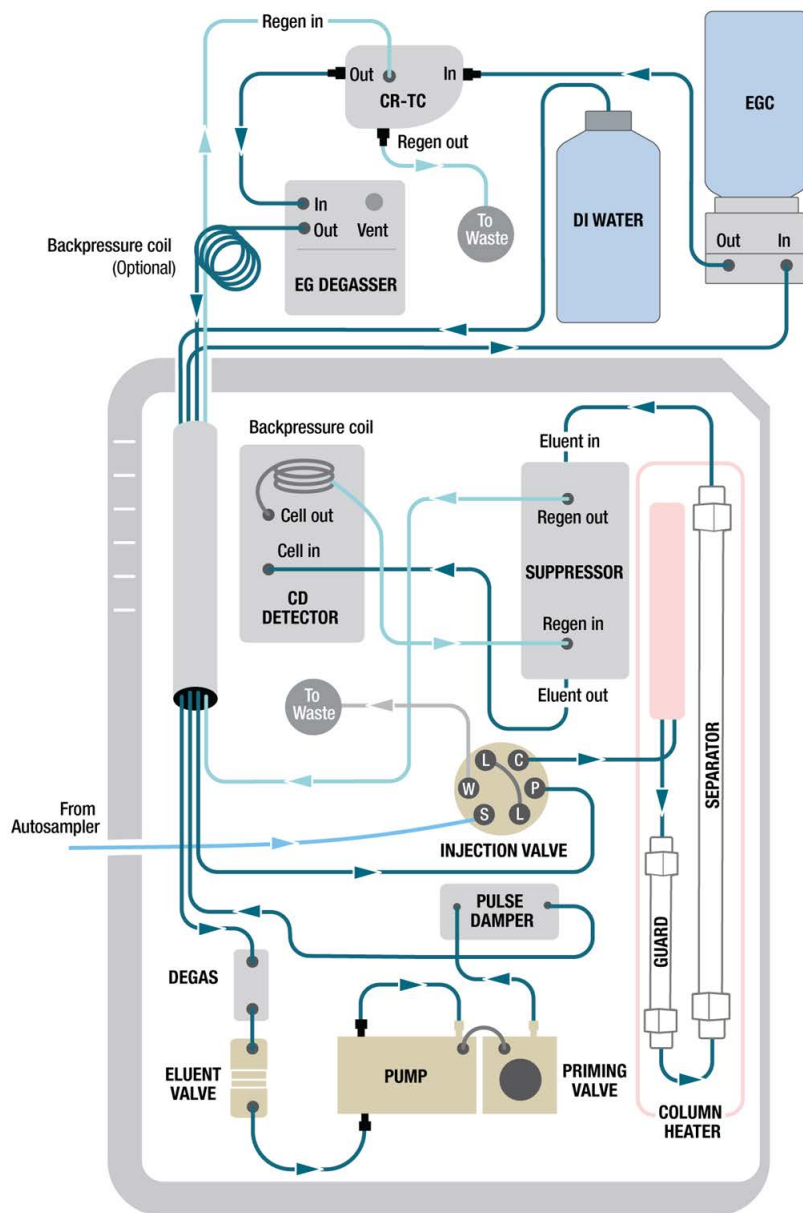 Regen in
Out
In
CR-TC
Regen out
EGC
DI WATER
To
Waste
In
Out
Vent
EG DEGASSER
Backpressure coil
(Optional)
Out
In
Backpressure coil
Cell out
Cell in
CD
DETECTOR
Eluent in
Regen out
SUPPRESSOR
Regen in
Eluent out
To
Waste
L
C
W
P
S
L
INJECTION VALVE
From
Autosampler
SEPARATOR
GUARD
PULSE
DAMPER
DEGAS
ELUENT
VALVE
PUMP
PRIMING
VALVE
COLUMN
HEATER